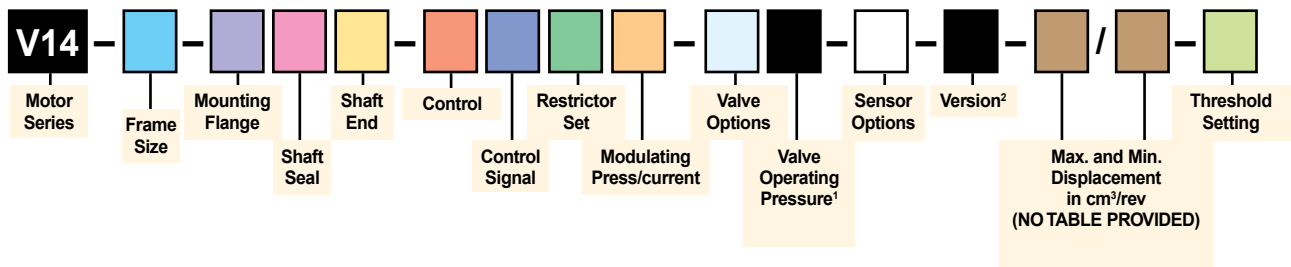 V14 – – – – – – /  –
Motor
Series
Frame
Size
Mounting
Flange
Shaft
Seal
Shaft
End
Control
Control
Signal
Restrictor
Set
Modulating
Press/current
Valve
Options
Valve
Operating
Pressure¹
Sensor
Options
Version²
Max. and Min.
Displacement
in cm³/rev
(NO TABLE PROVIDED)
Threshold
Setting